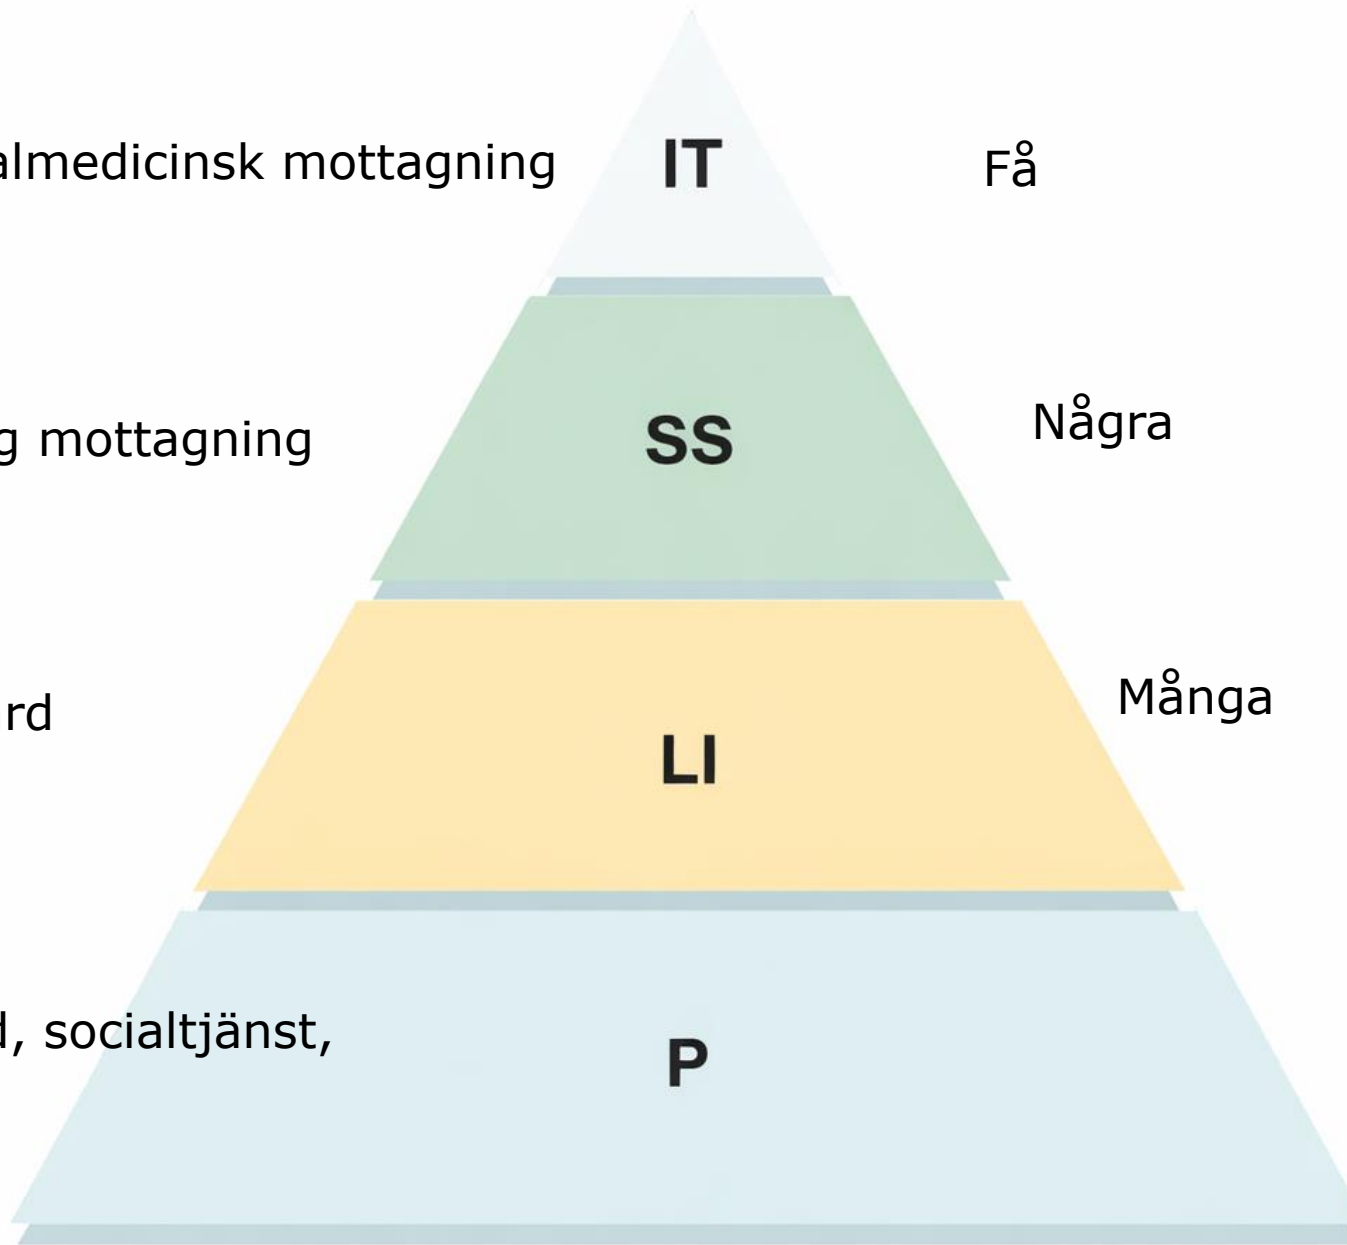 almedicinsk mottagning IT Få
g mottagning SS Några
rd LI Många
d, socialtjänst, P